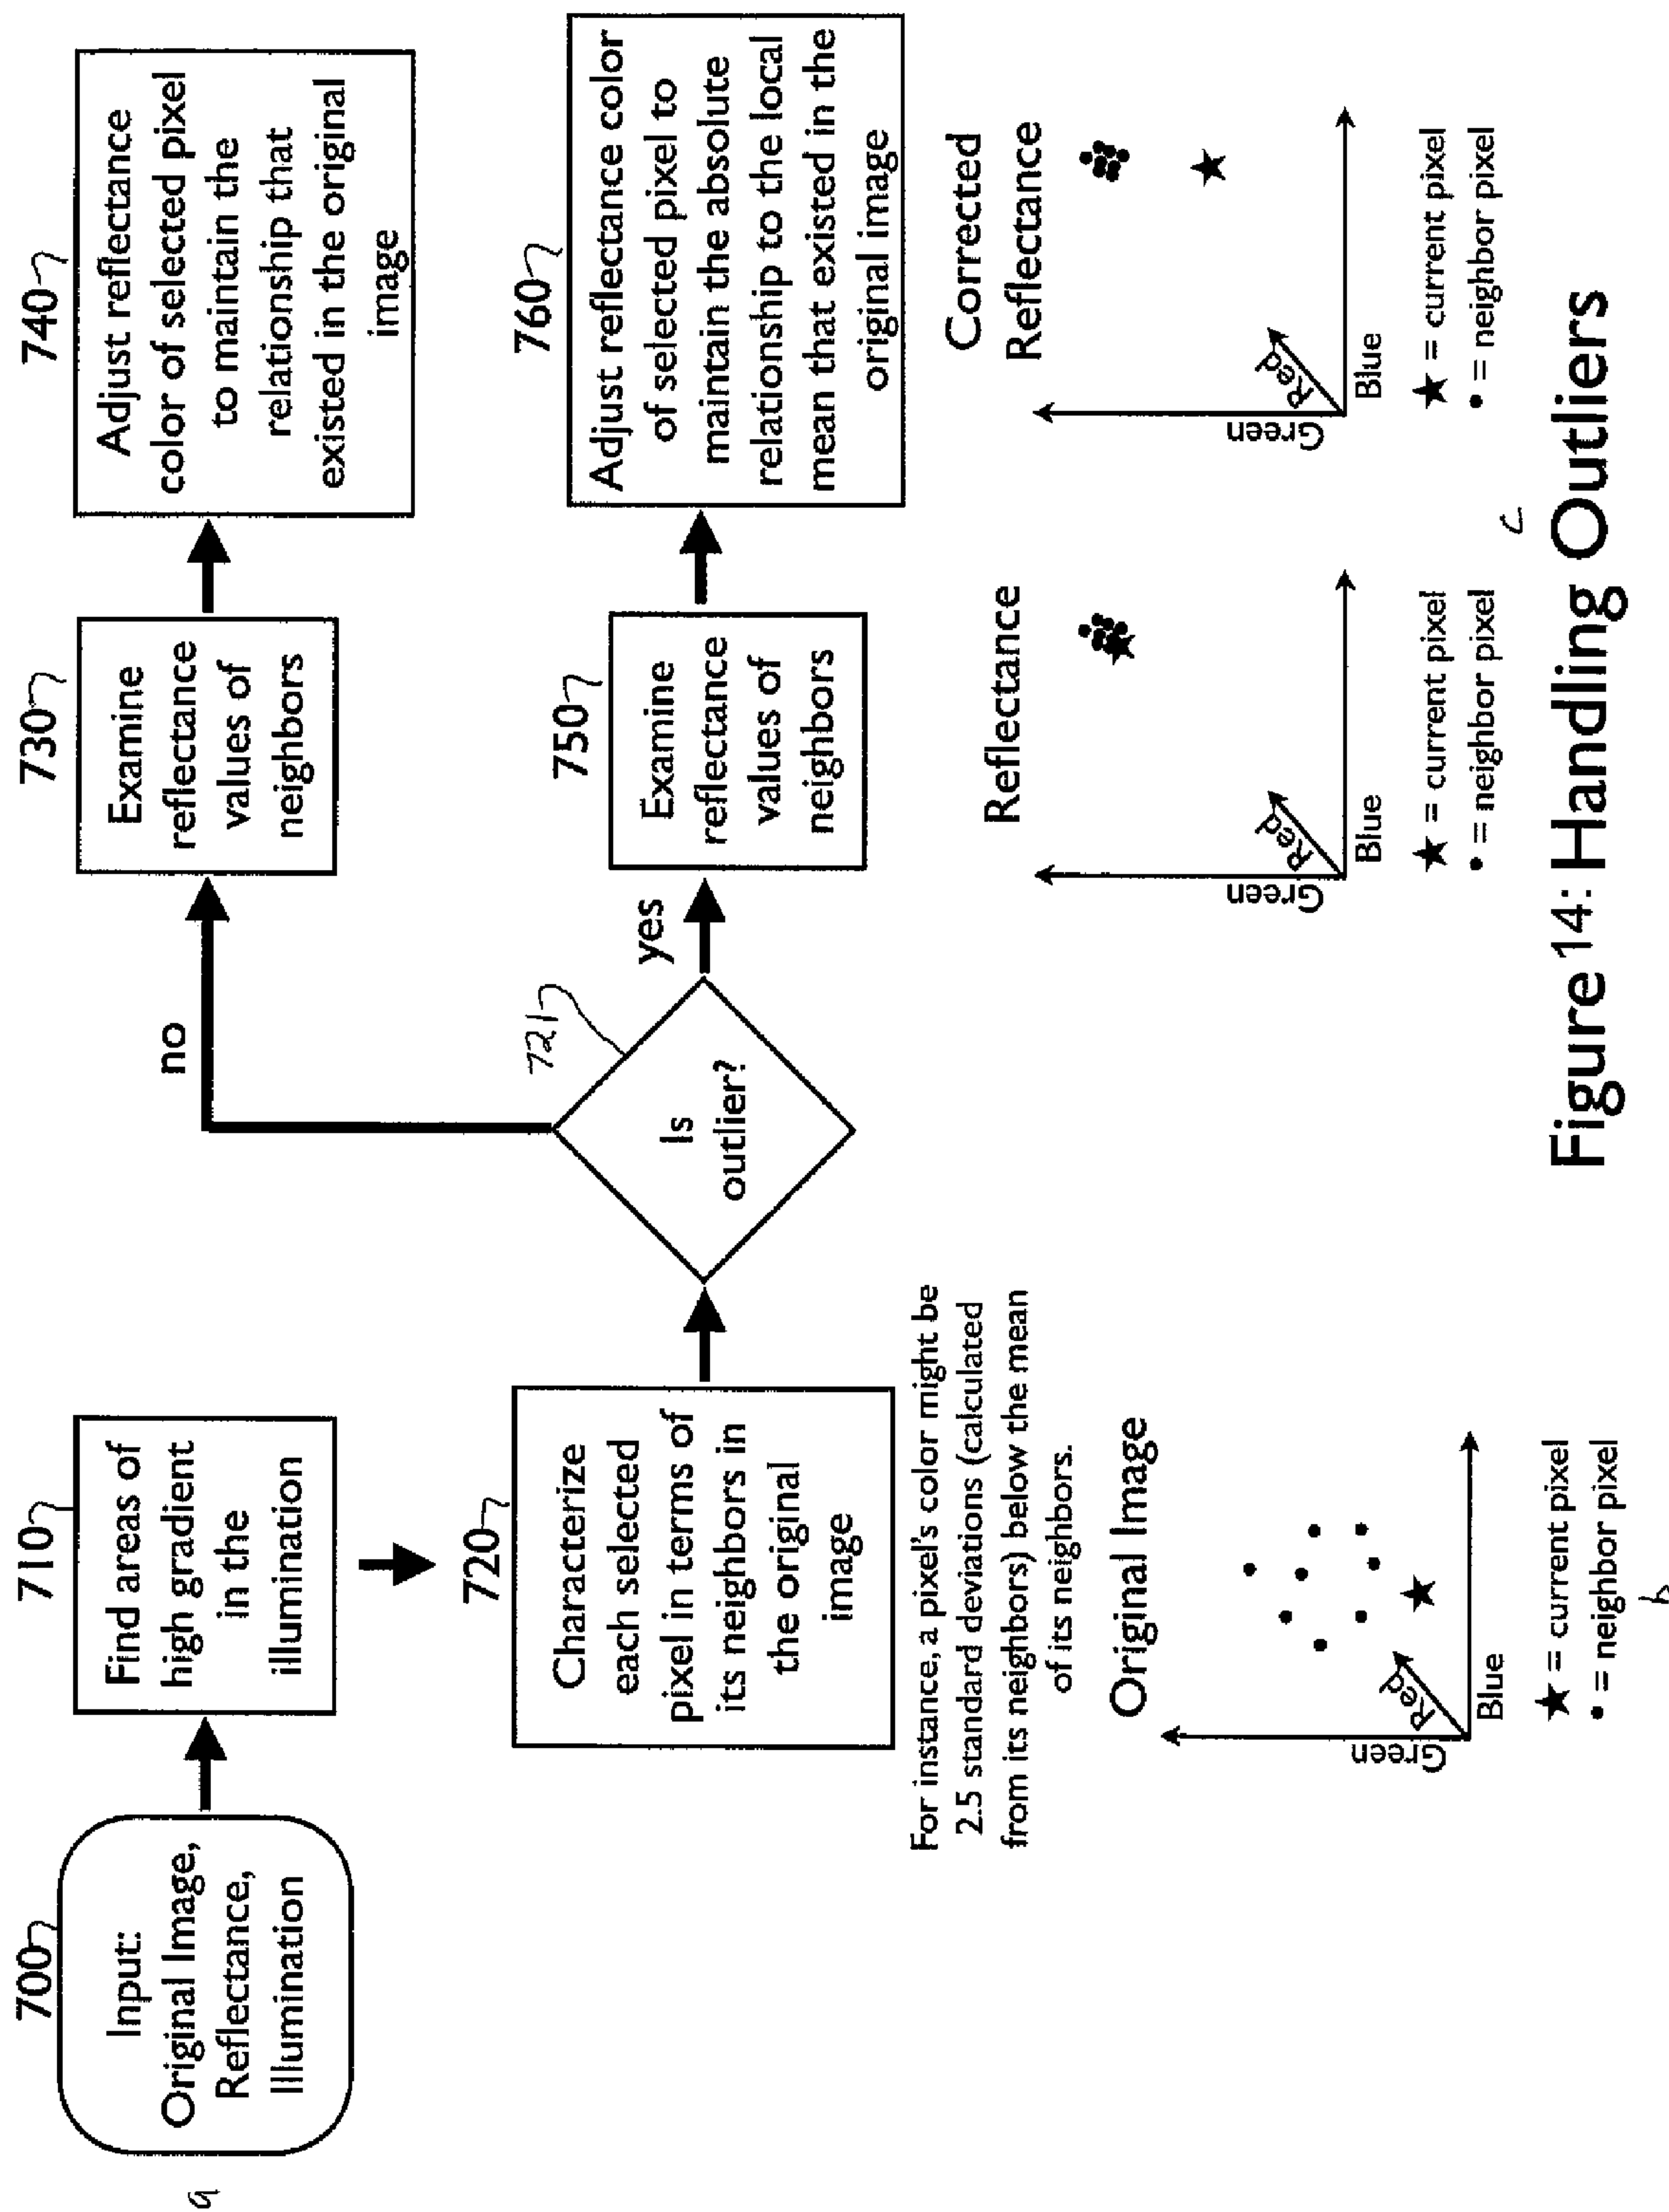 700
Input:
Original Image,
Reflectance,
Illumination
a
710
Find areas of
high gradient
in the
illumination
720
Characterize
each selected
pixel in terms of
its neighbors in
the original
image
For instance, a pixel's color might be
2.5 standard deviations (calculated
from its neighbors) below the mean
of its neighbors.
721
Is
outlier?
no
730
Examine
reflectance
values of
neighbors
740
Adjust reflectance
color of selected pixel
to maintain the
relationship that
existed in the original
image
yes
750
Examine
reflectance
values of
neighbors
760
Adjust reflectance color
of selected pixel to
maintain the absolute
relationship to the local
mean that existed in the
original image
Original Image
Green
Red
Blue
★ = current pixel
• = neighbor pixel
b
Reflectance
Green
Red
Blue
★ = current pixel
• = neighbor pixel
c
Corrected
Reflectance
Green
Red
Blue
★ = current pixel
• = neighbor pixel
Figure 14: Handling Outliers